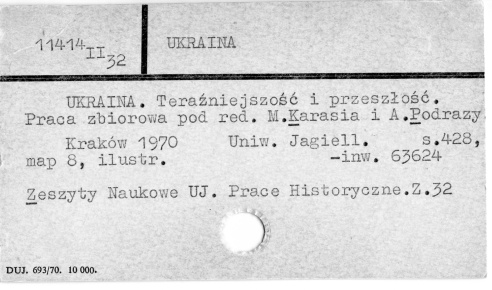 11414 II 32 UKRAINA
UKRAINA. Teraźniejszość i przeszłość.
Praca zbiorowa pod red. M.Karasia i A.Podrazy
Kraków 1970 Uniw. Jagiell. s.428,
map 8, ilustr. -inw. 63624
Zeszyty Naukowe UJ. Prace Historyczne.Z.32
DUJ. 693/70. 10 000.